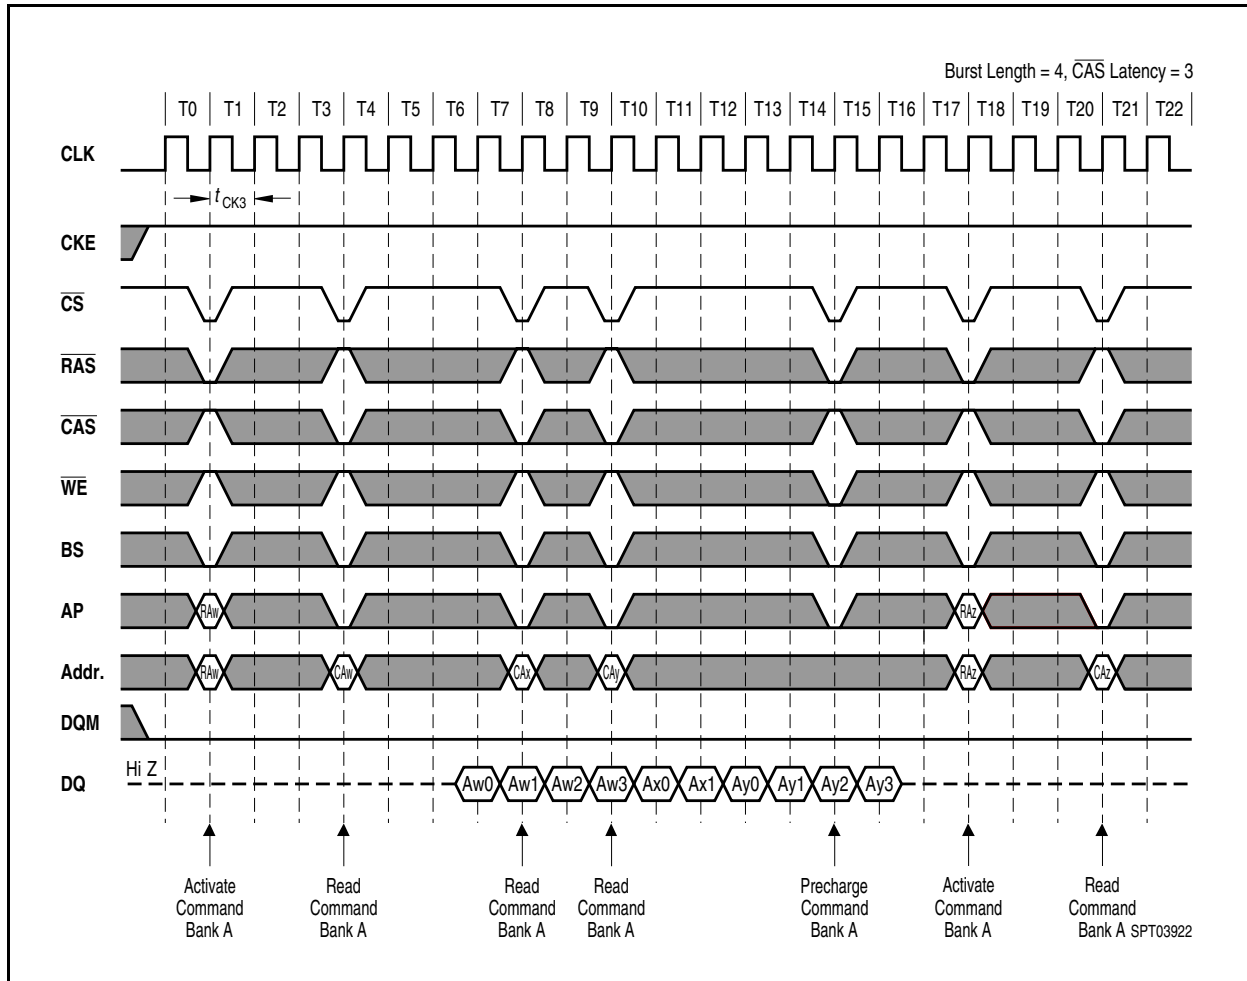 Burst Length = 4, CAS Latency = 3
T0 T1 T2 T3 T4 T5 T6 T7 T8 T9 T10 T11 T12 T13 T14 T15 T16 T17 T18 T19 T20 T21 T22
CLK
t CK3
CKE
CS
RAS
CAS
WE
BS
AP RAw RAz
Addr. RAw CAw CAx CAy RAz CAz
DQM
Hi Z
DQ Aw0 Aw1 Aw2 Aw3 Ax0 Ax1 Ay0 Ay1 Ay2 Ay3
Activate Read Read Read Precharge Activate Read
Command Command Command Command Command Command Command
Bank A Bank A Bank A Bank A Bank A Bank A Bank A SPT03922